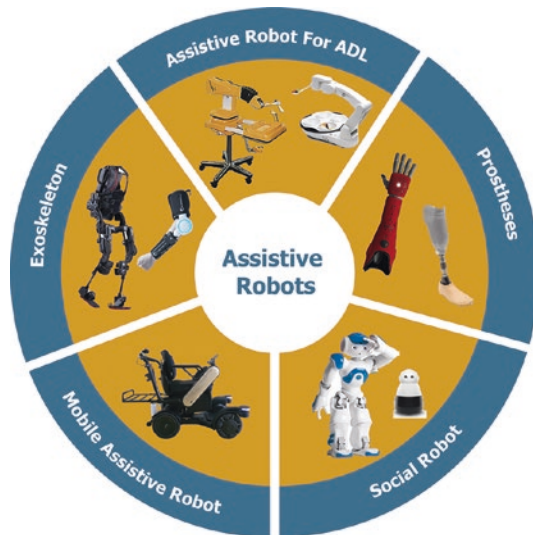 Assistive Robot For ADL
Prostheses
Social Robot
Mobile Assistive Robot
Exoskeleton
Assistive
Robots